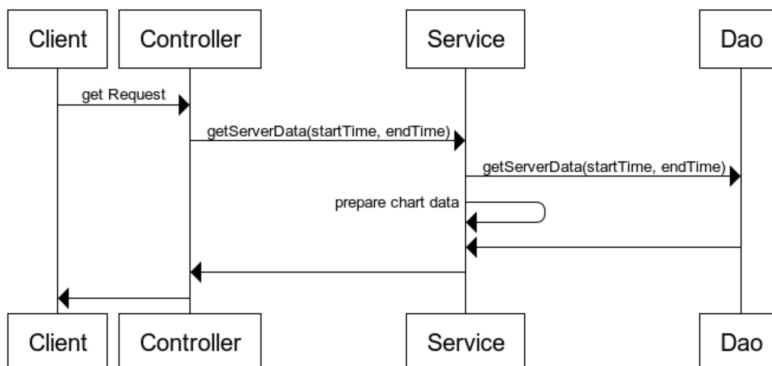 Client
Controller
Service
Dao
get Request
getServerData(startTime, endTime)
getServerData(startTime, endTime)
prepare chart data
Client
Controller
Service
Dao